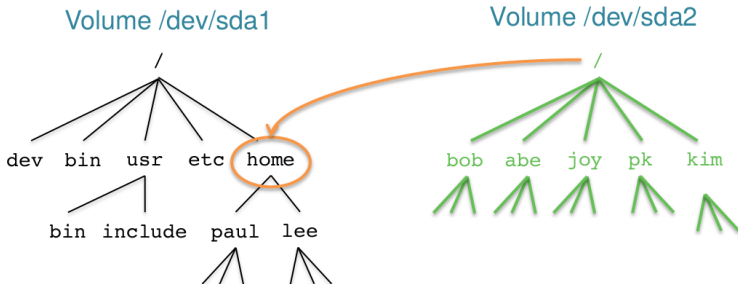 Volume /dev/sda1
Volume /dev/sda2
/
/
dev bin usr etc home
bob abe joy pk kim
bin include paul lee